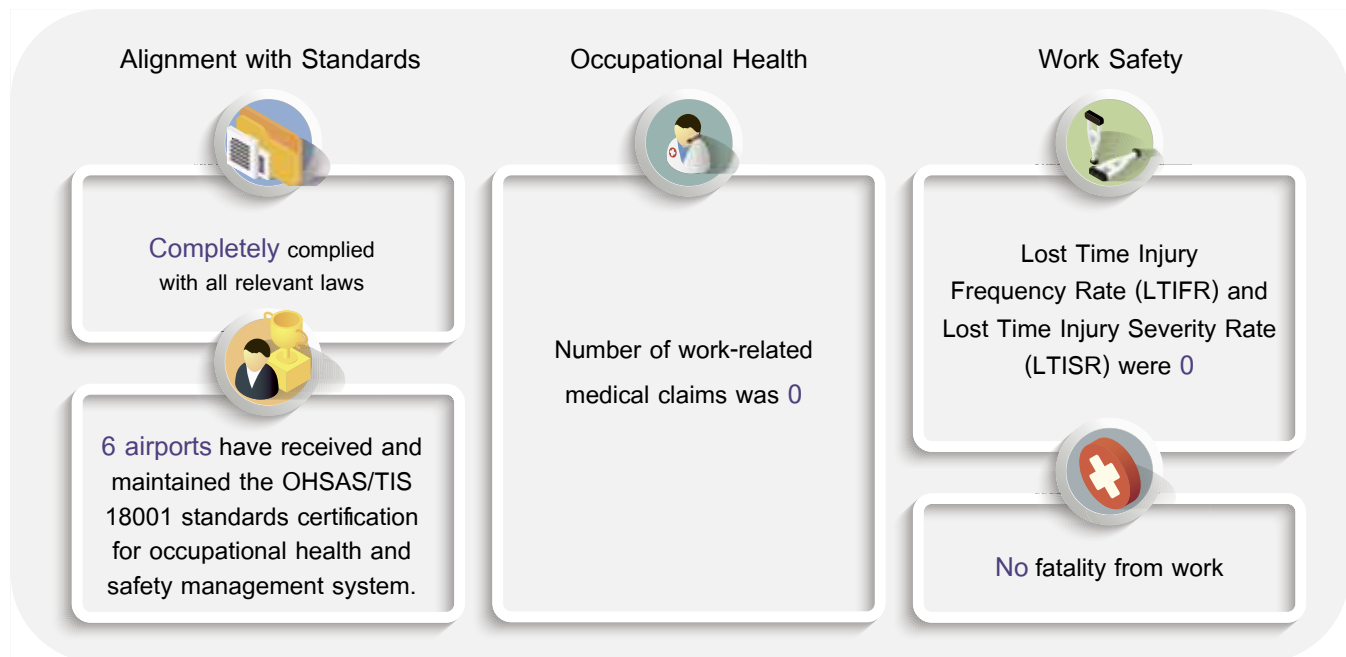 Alignment with Standards
Completely complied
with all relevant laws
6 airports have received and
maintained the OHSAS/TIS
18001 standards certification
for occupational health and
safety management system.
Occupational Health
Number of work-related
medical claims was 0
Work Safety
Lost Time Injury
Frequency Rate (LTIFR) and
Lost Time Injury Severity Rate
(LTISR) were 0
No fatality from work